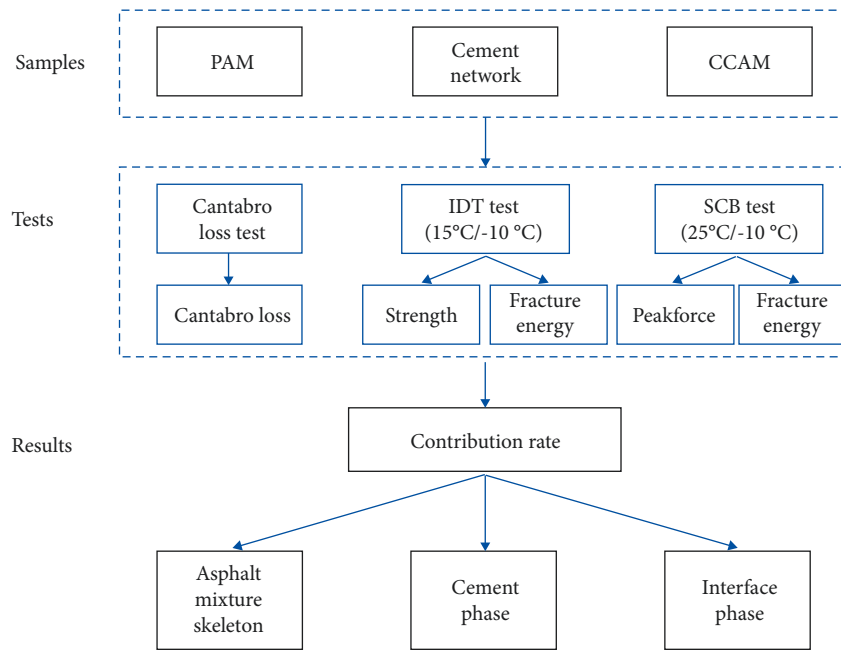 Samples
PAM
Cement
network
CCAM
Tests
Cantabro
loss test
IDT test
(15°C/-10 °C)
SCB test
(25°C/-10 °C)
Cantabro loss
Strength
Fracture
energy
Peakforce
Fracture
energy
Results
Contribution rate
Asphalt
mixture
skeleton
Cement
phase
Interface
phase